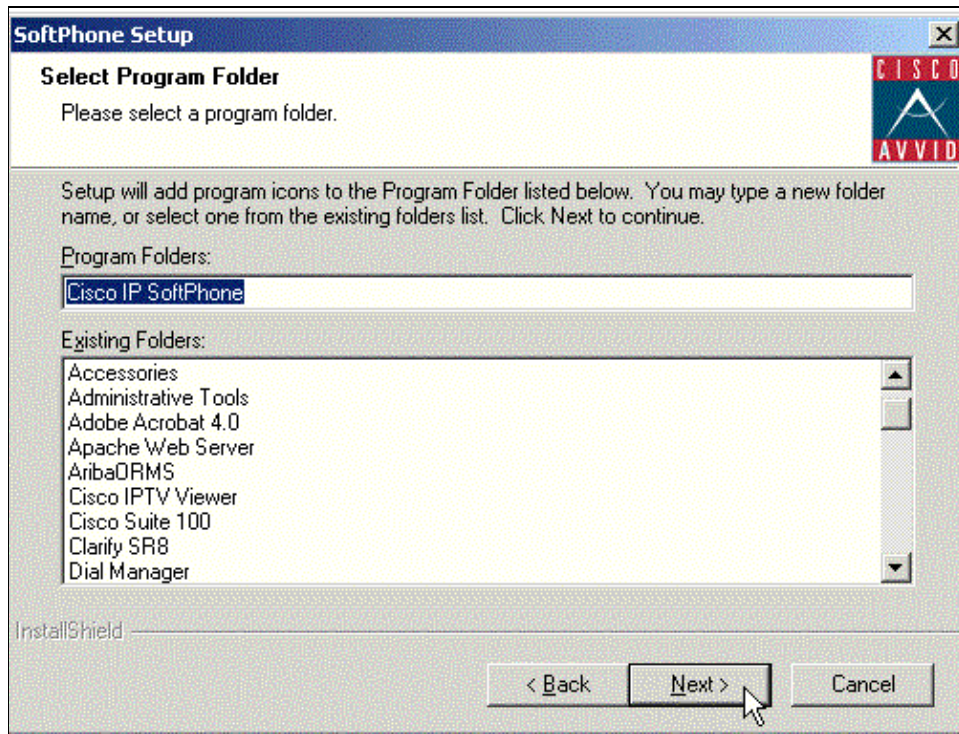 SoftPhone Setup
Select Program Folder
Please select a program folder.
CISCO
AVVID
Setup will add program icons to the Program Folder listed below. You may type a new folder
name, or select one from the existing folders list. Click Next to continue.
Program Folders:
Cisco IP SoftPhone
Existing Folders:
Accessories
Administrative Tools
Adobe Acrobat 4.0
Apache Web Server
AribaORMS
Cisco IPTV Viewer
Cisco Suite 100
Clarify SR8
Dial Manager
InstallShield
< Back
Next >
Cancel